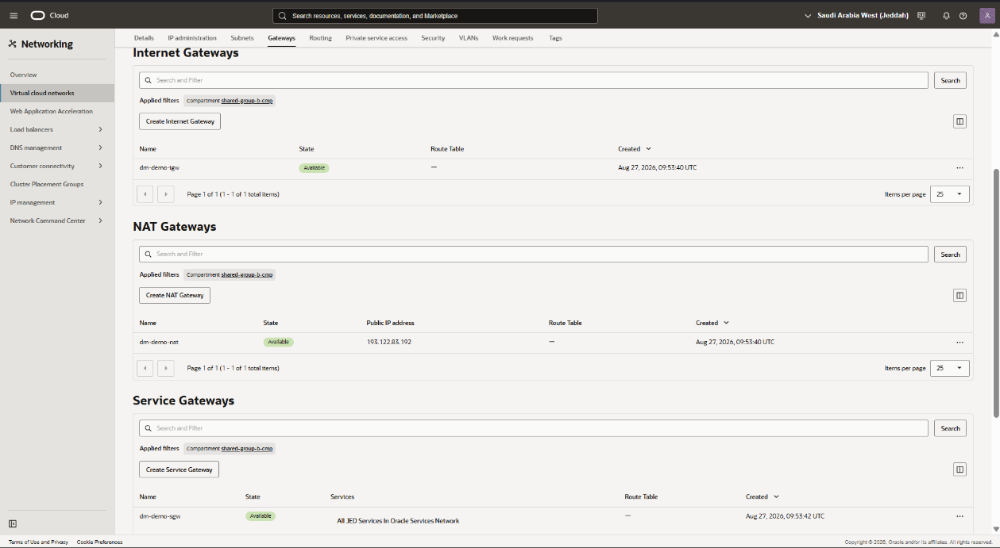 Cloud
Search resources, services, documentation, and Marketplace
Saudi Arabia West (Jeddah)
Networking
Overview
Virtual cloud networks
Web Application Acceleration
Load balancers
DNS management
Customer connectivity
Cluster Placement Groups
IP management
Network Command Center
Details IP administration Subnets Gateways Routing Private service access Security VLANs Work requests Tags
Internet Gateways
Search and Filter Search
Applied filters Compartment shared-group-b-cmp
Create Internet Gateway
Name State Route Table Created
dm-demo-igw Available — Aug 27, 2026, 09:53:40 UTC
Page 1 of 1 (1 - 1 of 1 total items) Items per page 25
NAT Gateways
Search and Filter Search
Applied filters Compartment shared-group-b-cmp
Create NAT Gateway
Name State Public IP address Route Table Created
dm-demo-nat Available 193.122.83.192 — Aug 27, 2026, 09:53:40 UTC
Page 1 of 1 (1 - 1 of 1 total items) Items per page 25
Service Gateways
Search and Filter Search
Applied filters Compartment shared-group-b-cmp
Create Service Gateway
Name State Services Route Table Created
dm-demo-sgw Available All JED Services In Oracle Services Network — Aug 27, 2026, 09:53:42 UTC
Terms of Use and Privacy Cookie Preferences Copyright © 2026, Oracle and/or its affiliates. All rights reserved.